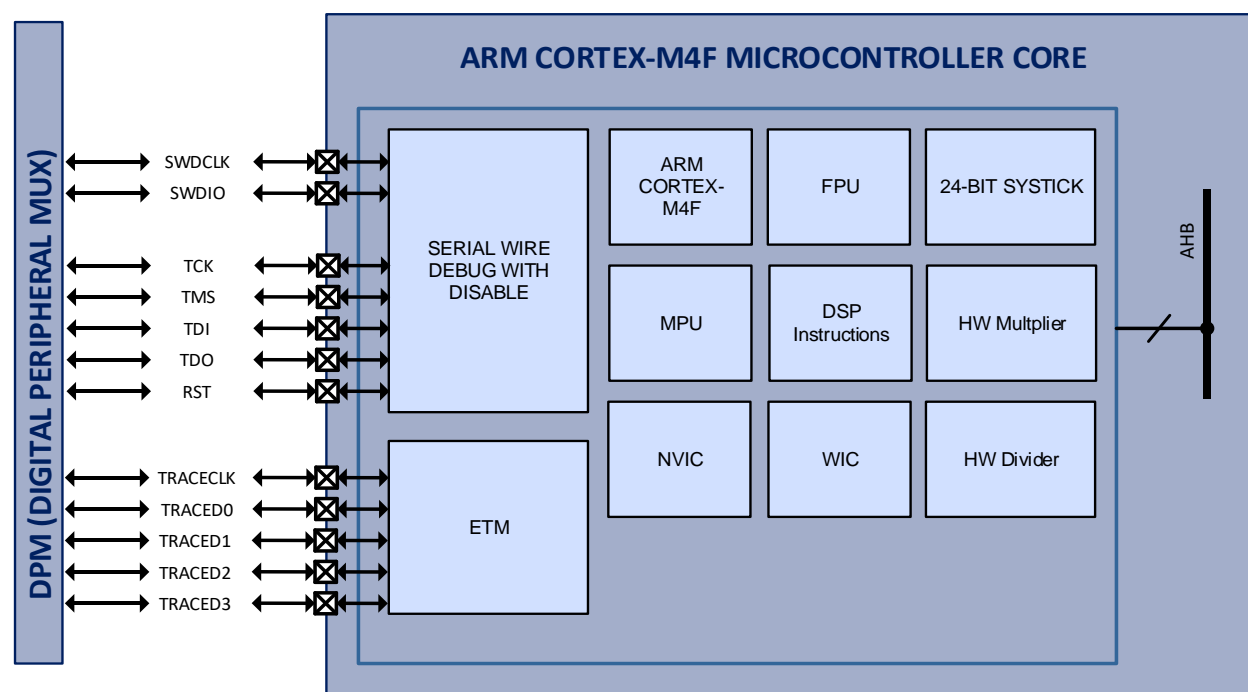 ARM CORTEX-M4F MICROCONTROLLER CORE
DPM (DIGITAL PERIPHERAL MUX)
SWDCLK
SWDIO
TCK
TMS
TDI
TDO
RST
TRACECLK
TRACED0
TRACED1
TRACED2
TRACED3
SERIAL WIRE
DEBUG WITH
DISABLE
ETM
ARM
CORTEX-
M4F
FPU
24-BIT SYSTICK
MPU
DSP
Instructions
HW Multplier
NVIC
WIC
HW Divider
AHB